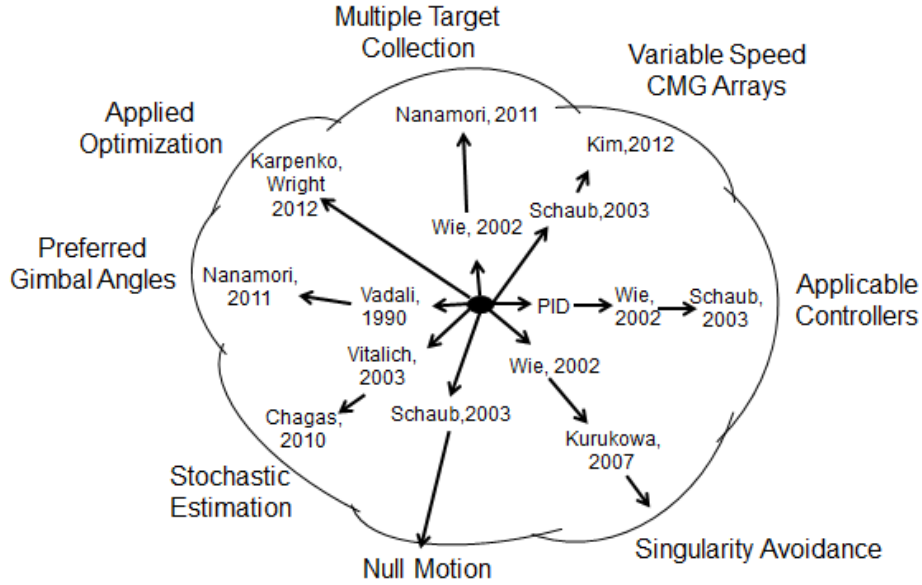 Multiple Target
Collection
Variable Speed
CMG Arrays
Applied
Optimization
Nanamori, 2011
Kim,2012
Karpenko,
Wright
2012
Schaub,2003
Wie, 2002
Preferred
Gimbal Angles
Nanamori,
2011
Vadali,
1990
PID
Wie,
2002
Schaub,
2003
Applicable
Controllers
Vitalich,
2003
Wie, 2002
Chagas,
2010
Schaub,2003
Kurukowa,
2007
Stochastic
Estimation
Null Motion
Singularity Avoidance